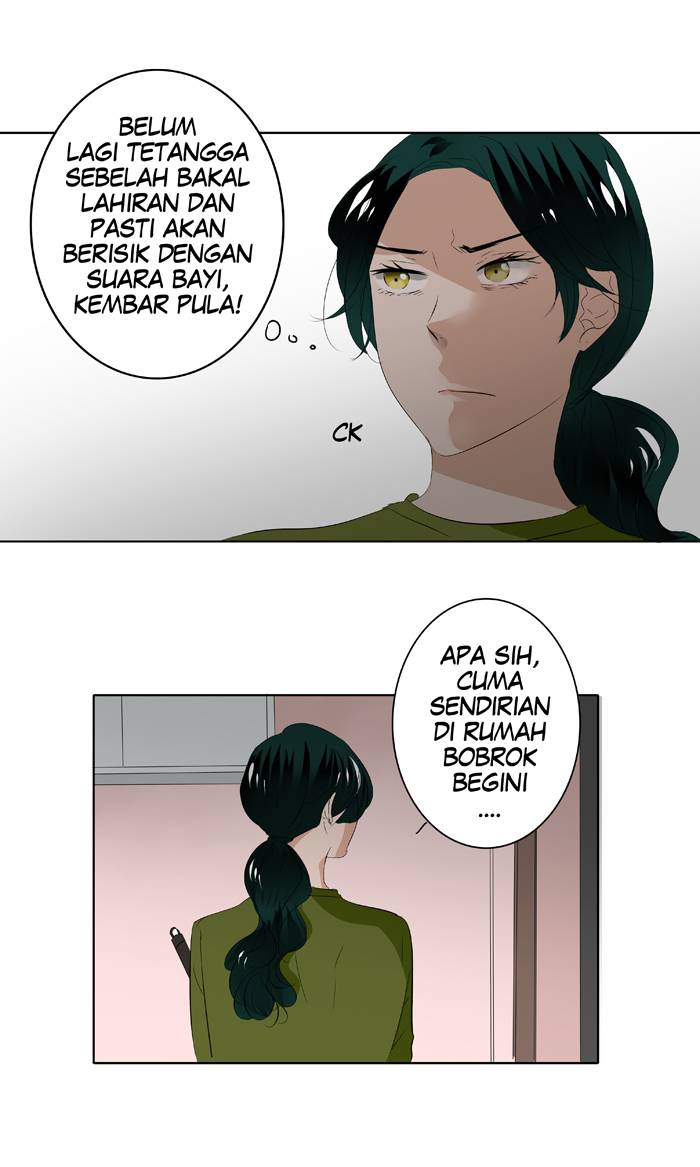 BELUM
LAGI TETANGGA
SEBELAH BAKAL
LAHIRAN DAN
PASTI AKAN
BERISIK DENGAN
SUARA BAYI,
KEMBAR PULA!
CK
APA SIH,
CUMA
SENDIRIAN
DI RUMAH
BOBROK
BEGINI
....